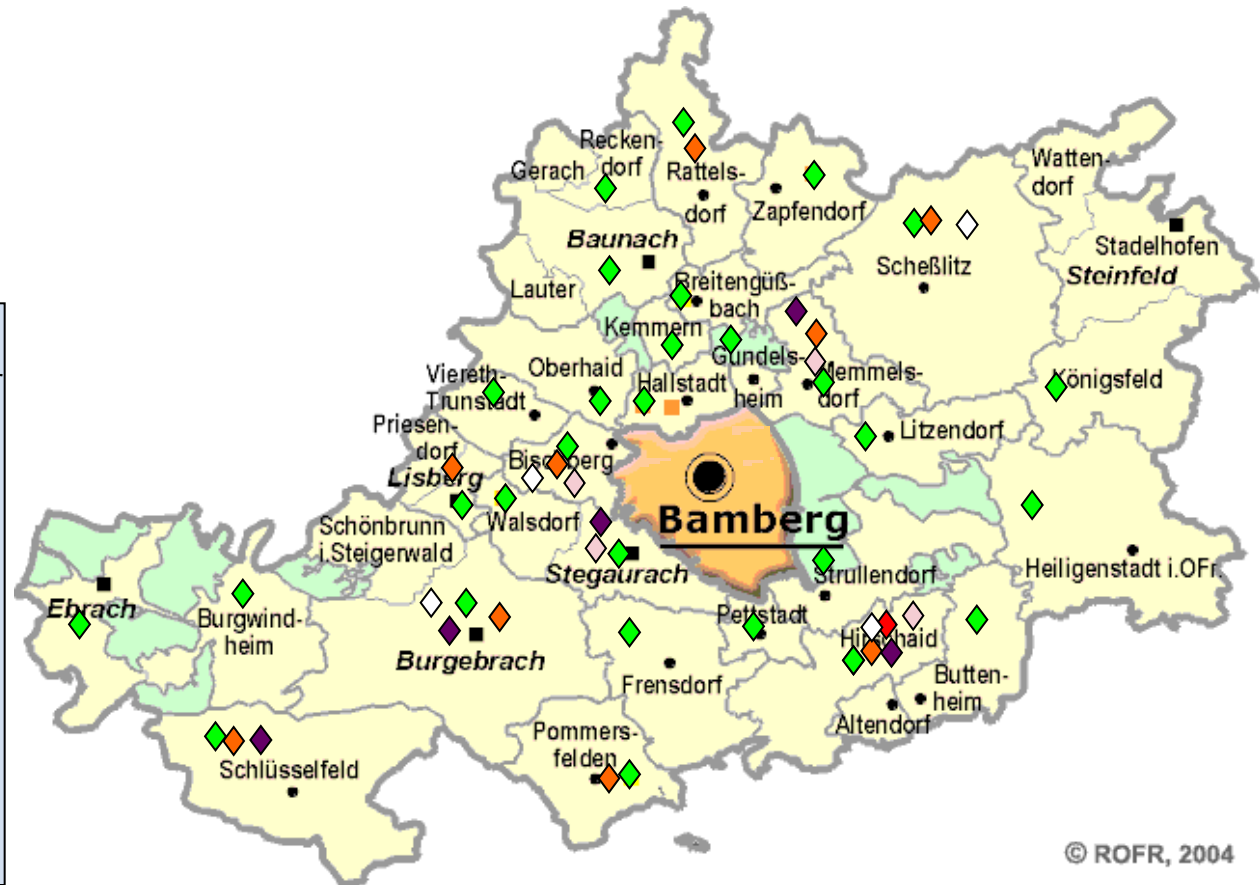 Recken-
dorf
Gerach
Rattels-
dorf
Zapfendorf
Watten-
dorf
Stadelhofen
Steinfeld
Scheßlitz
Baunach
Lauter
Breitengüß-
bach
Kemmern
Gundels-
heim
Memmels-
dorf
Oberhaid
Hallstadt
Viereth-
Trunstadt
Königsfeld
Litzendorf
Priesen-
dorf
Lisberg
Bischberg
Walsdorf
Schönbrunn
i.Steigerwald
Bamberg
Stegaurach
Strullendorf
Heiligenstadt i.OFr.
Ebrach
Burgwind-
heim
Burgebrach
Pettstadt
Hirschaid
Frensdorf
Butten-
heim
Altendorf
Pommers-
felden
Schlüsselfeld
© ROFR, 2004